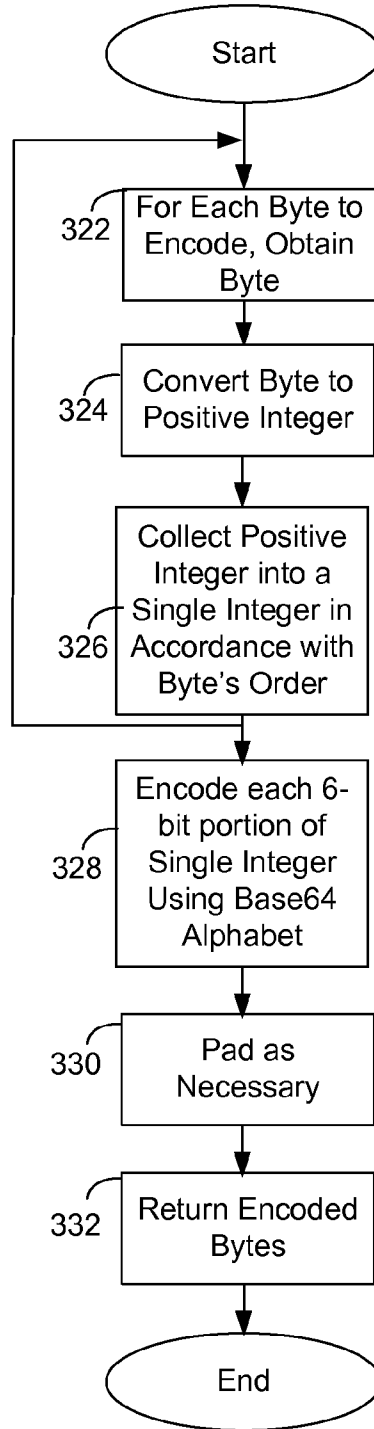 Start
322
For Each Byte to
Encode, Obtain
Byte
324
Convert Byte to
Positive Integer
326
Collect Positive
Integer into a
Single Integer in
Accordance with
Byte's Order
328
Encode each 6-
bit portion of
Single Integer
Using Base64
Alphabet
330
Pad as
Necessary
332
Return Encoded
Bytes
End